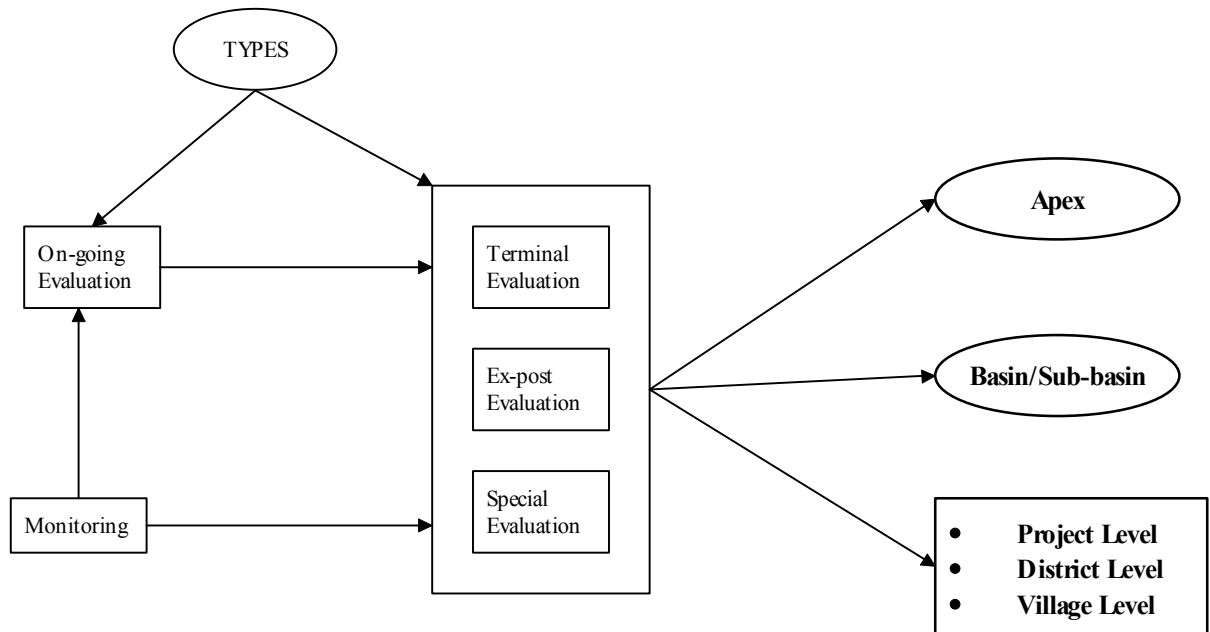 TYPES
On-going
Evaluation
Monitoring
Terminal
Evaluation
Ex-post
Evaluation
Special
Evaluation
Apex
Basin/Sub-basin
• Project Level
• District Level
• Village Level